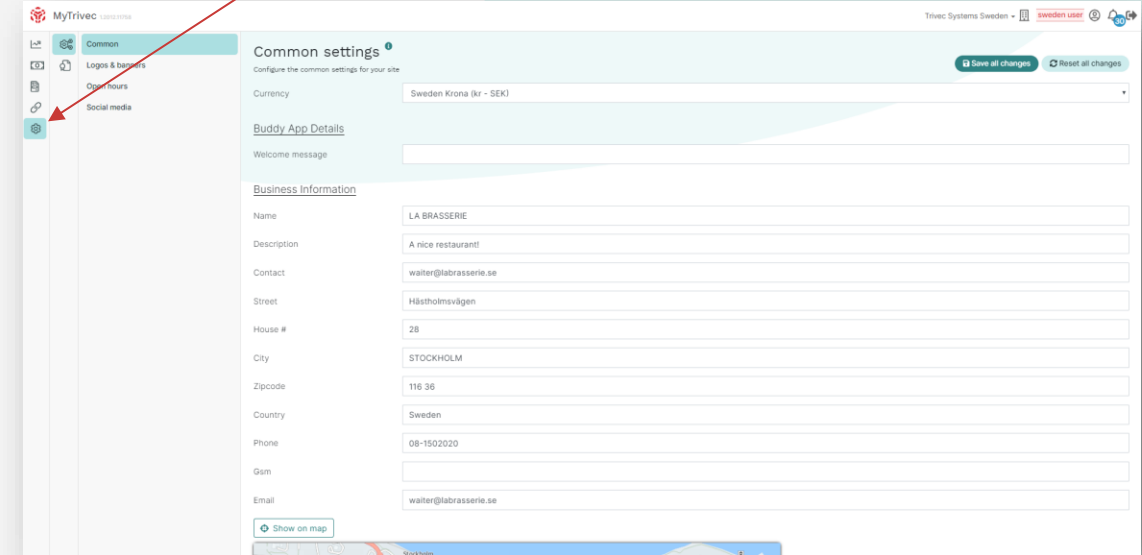 MyTrivec
Trivec Systems Sweden
sweden user
30
Common
Logos & banners
Open hours
Social media
Common settings
Configure the common settings for your site
Save all changes
Reset all changes
Currency
Sweden Krona (kr - SEK)
Buddy App Details
Welcome message
Business Information
Name
LA BRASSERIE
Description
A nice restaurant!
Contact
waiter@labrasserie.se
Street
Hästholmsvägen
House #
28
City
STOCKHOLM
Zipcode
116 36
Country
Sweden
Phone
08-1502020
Gsm
Email
waiter@labrasserie.se
Show on map
Stockholm